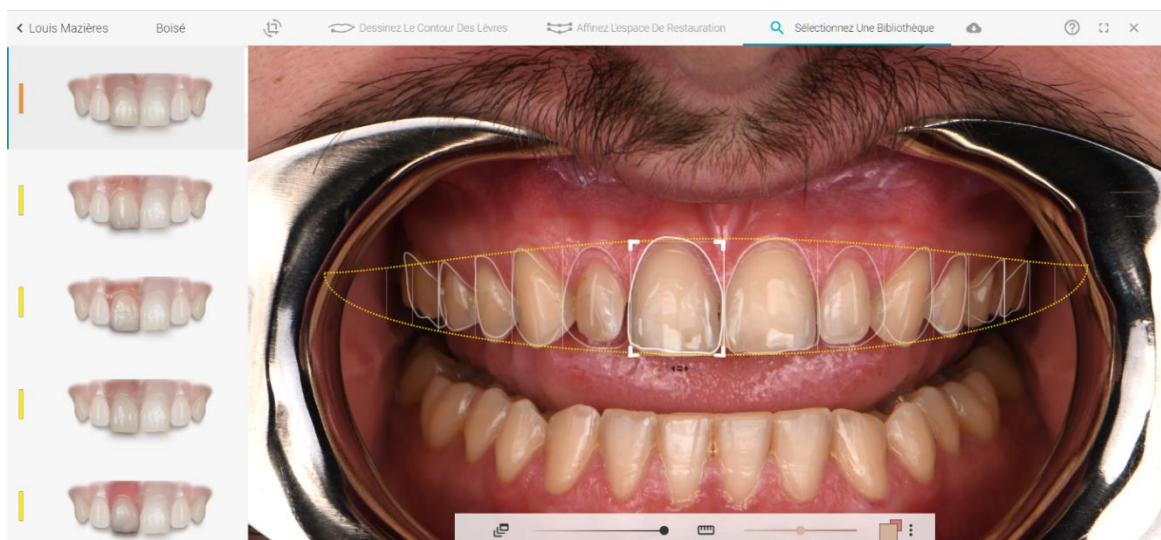 Louis Mazières Boisé Dessinez Le Contour Des Lèvres Affinez L'espace De Restauration Sélectionnez Une Bibliothèque